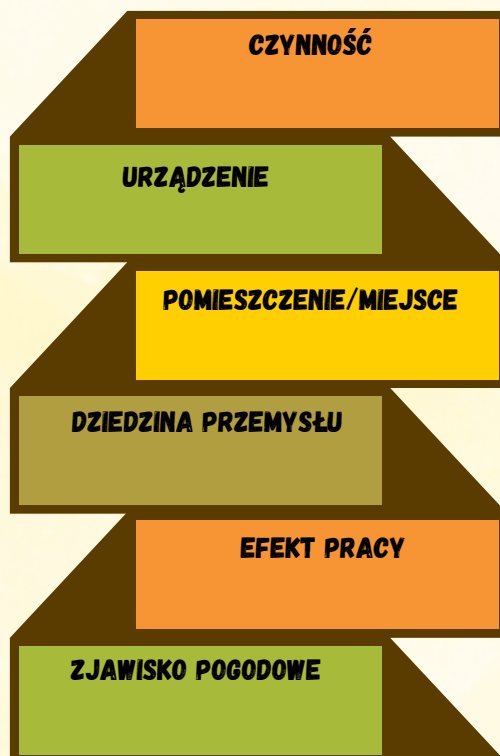 CZYNNOŚĆ
URZĄDZENIE
POMIESZCZENIE/MIEJSCE
DZIEDZINA PRZEMYSŁU
EFEKT PRACY
ZJAWISKO POGODOWE